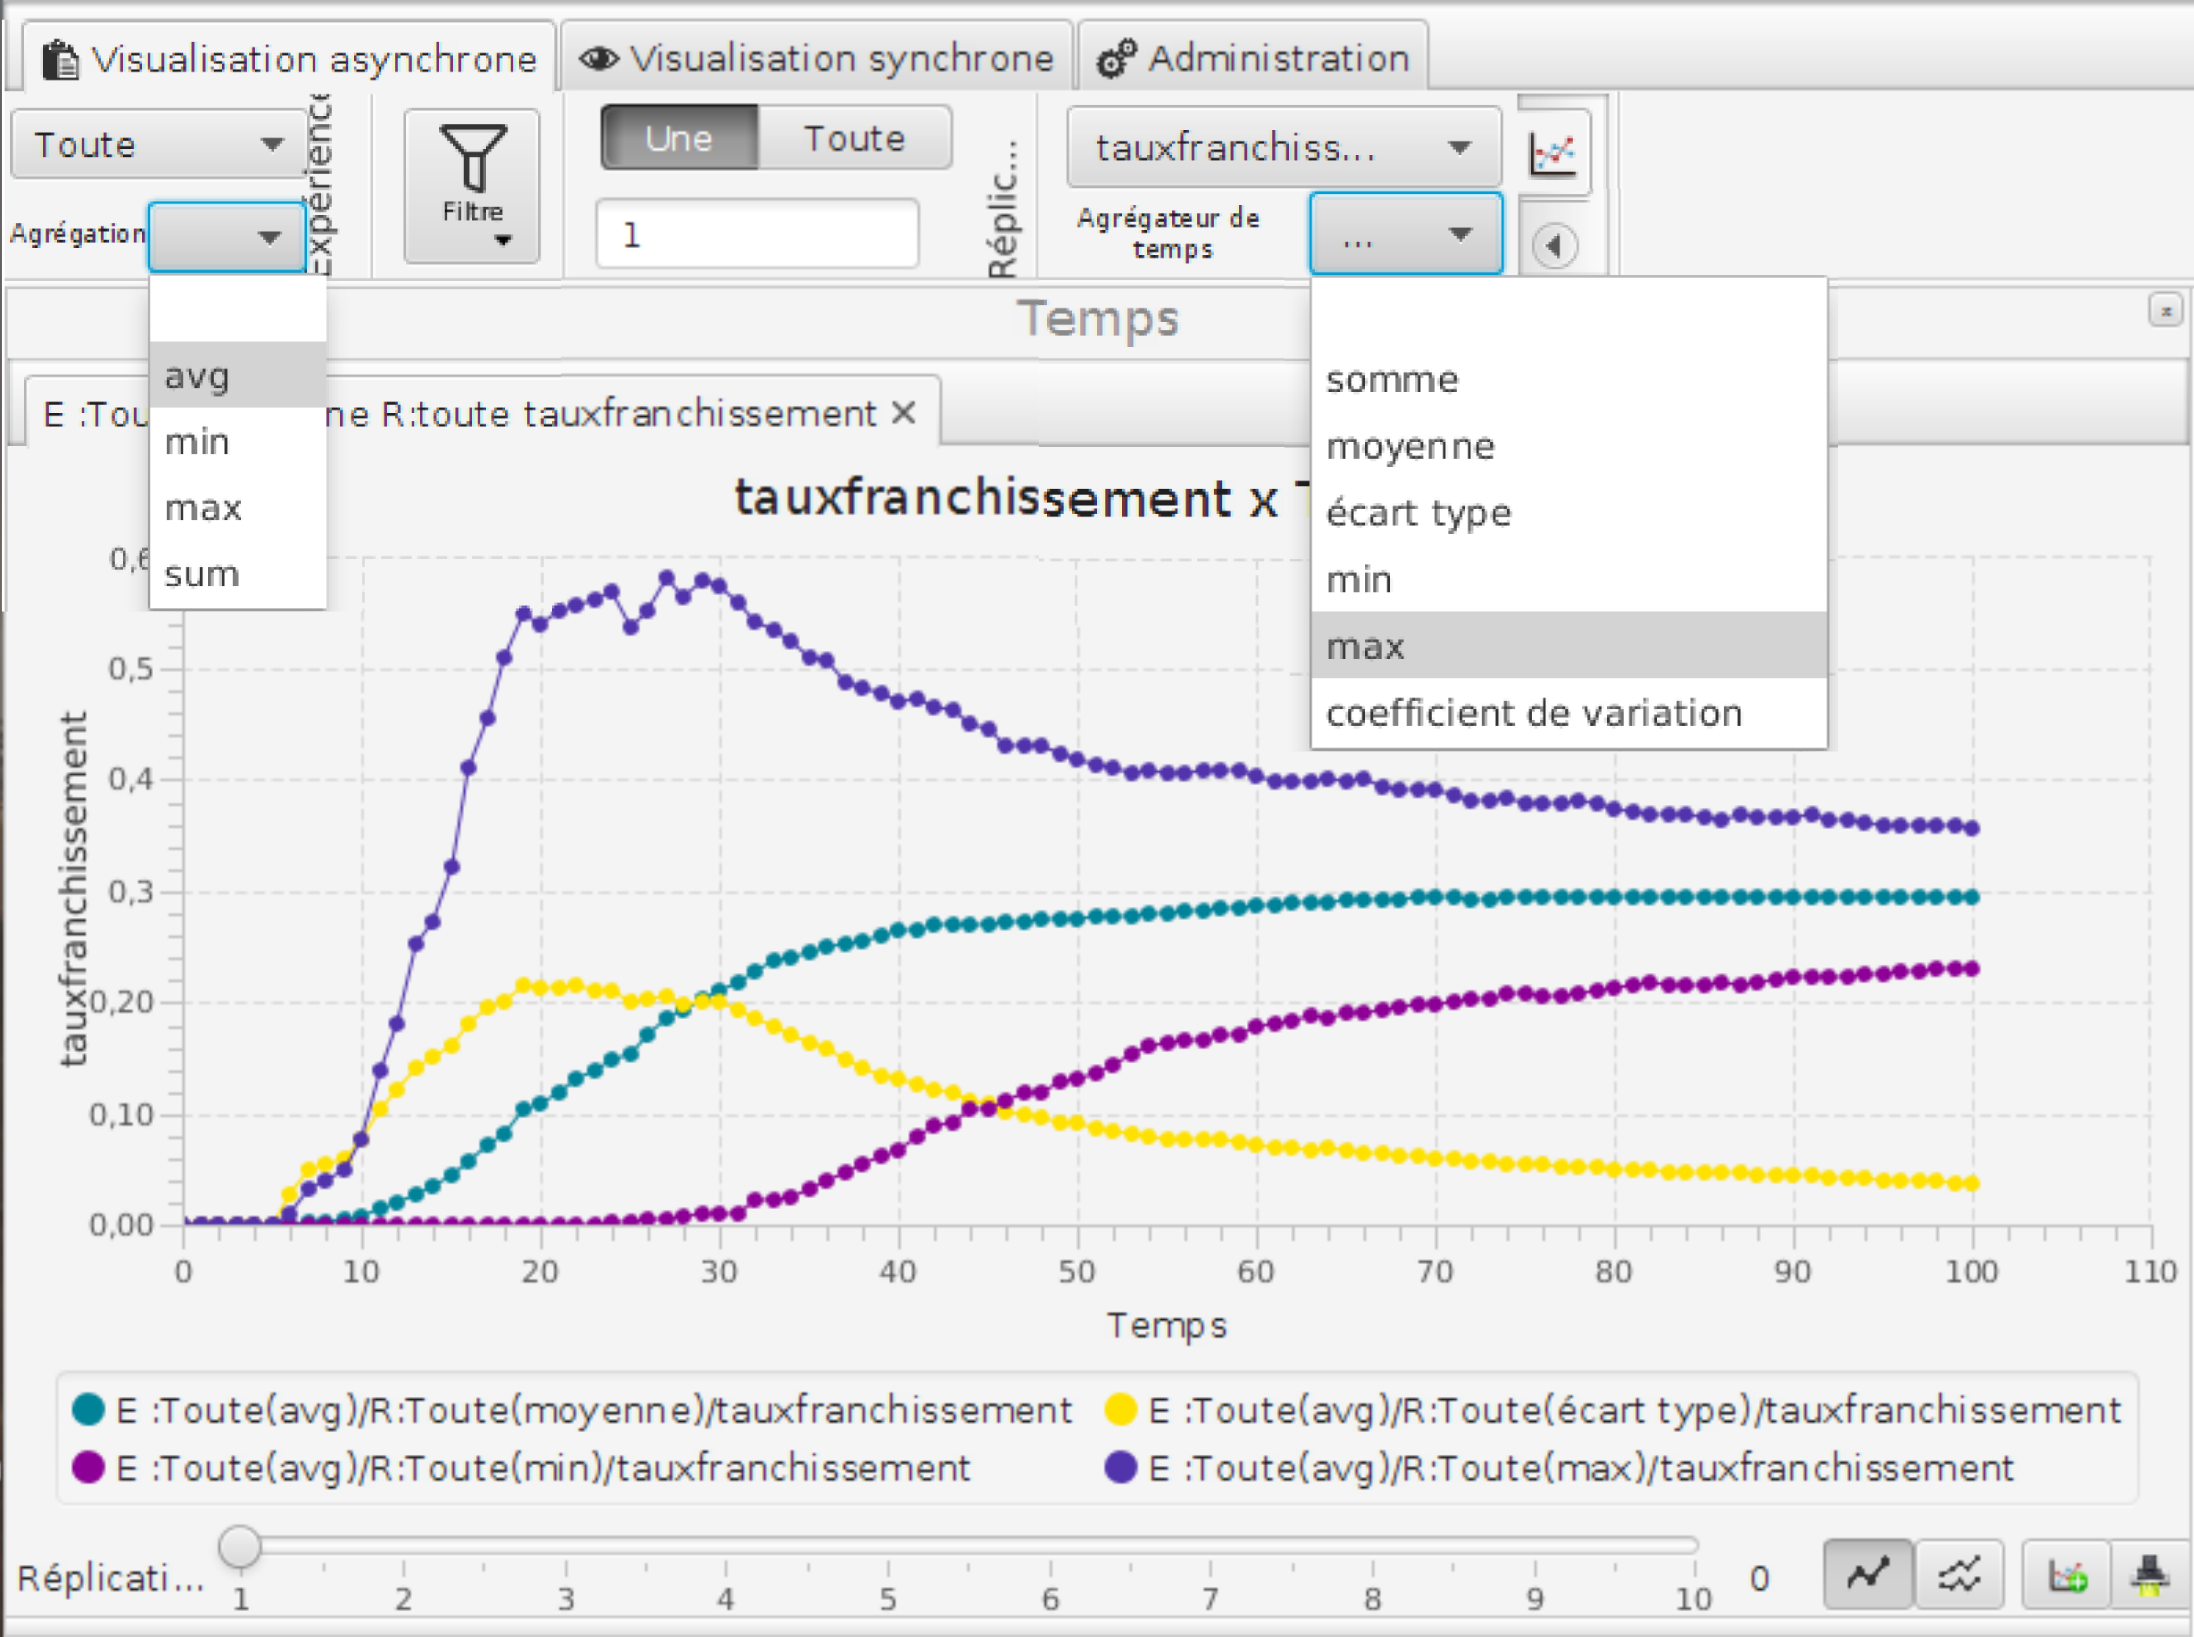 Visualisation asynchrone
Visualisation synchrone
Administration
Toute
Agrégation
Expérience
Filtre
Une
Toute
1
Réplic...
tauxfranchiss...
Agrégateur de
temps
...
avg
min
max
sum
somme
moyenne
écart type
min
max
coefficient de variation
Temps
E :Tou
ne R:toute tauxfranchissement
tauxfranchissement x
tauxfranchissement
0,6
0,5
0,4
0,3
0,20
0,10
0,00
0 10 20 30 40 50 60 70 80 90 100 110
Temps
E :Toute(avg)/R:Toute(moyenne)/tauxfranchissement
E :Toute(avg)/R:Toute(écart type)/tauxfranchissement
E :Toute(avg)/R:Toute(min)/tauxfranchissement
E :Toute(avg)/R:Toute(max)/tauxfranchissement
Réplicati...
1 2 3 4 5 6 7 8 9 10
0